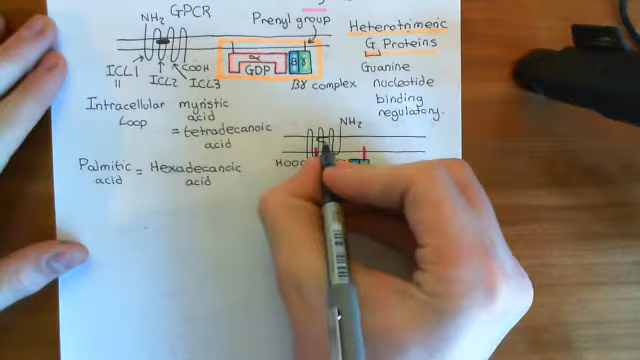 GPCR
NH2
Prenyl group
Heterotrimeric
G Proteins
α
GDP
β γ
COOH
ICL1
ICL2
ICL3
βγ complex
Guanine
nucleotide
binding
regulatory.
Intracellular
Loop
myristic
acid
= tetradecanoic
acid
NH2
HOOC
Palmitic
acid
= Hexadecanoic
acid